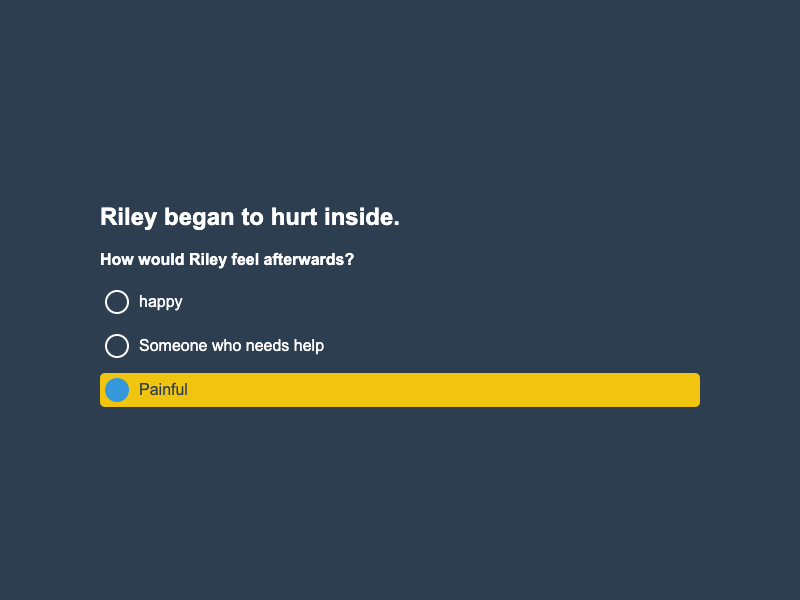 Riley began to hurt inside.
How would Riley feel afterwards?
happy
Someone who needs help
Painful